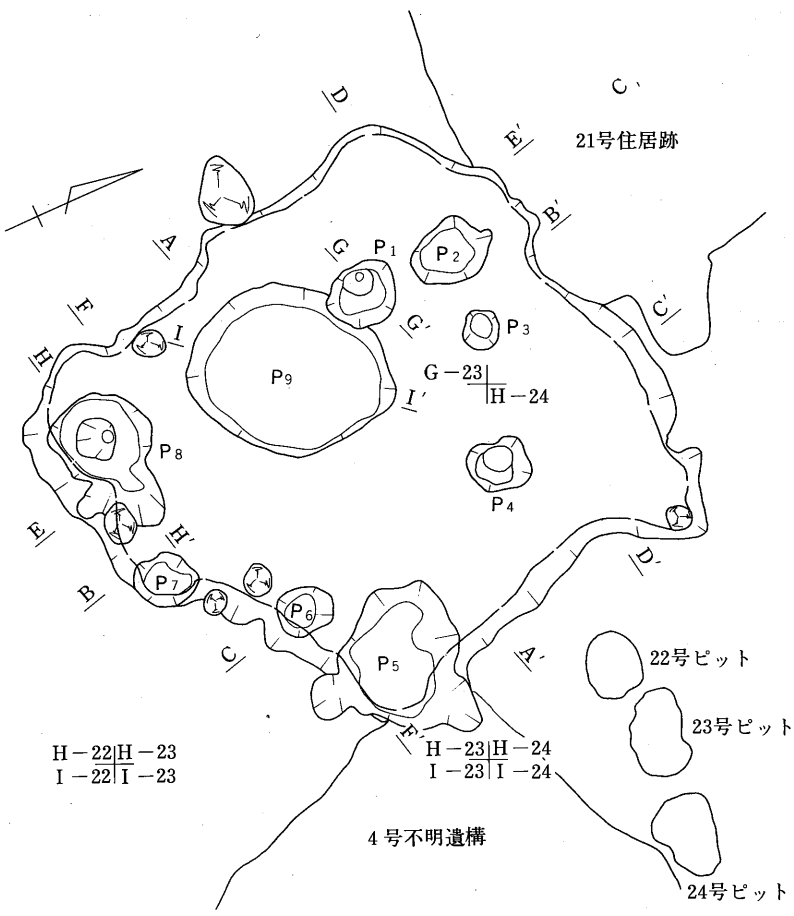 D
C'
E'
21号住居跡
B'
A
G
P1
P2
F
I
G'
P3
C'
H
P9
G-23
H-24
I'
P8
P4
E
H'
D'
B
P7
P6
C
P5
A'
22号ピット
23号ピット
F'
H-22 H-23
I-22 I-23
H-23 H-24
I-23 I-24
4号不明遺構
24号ピット